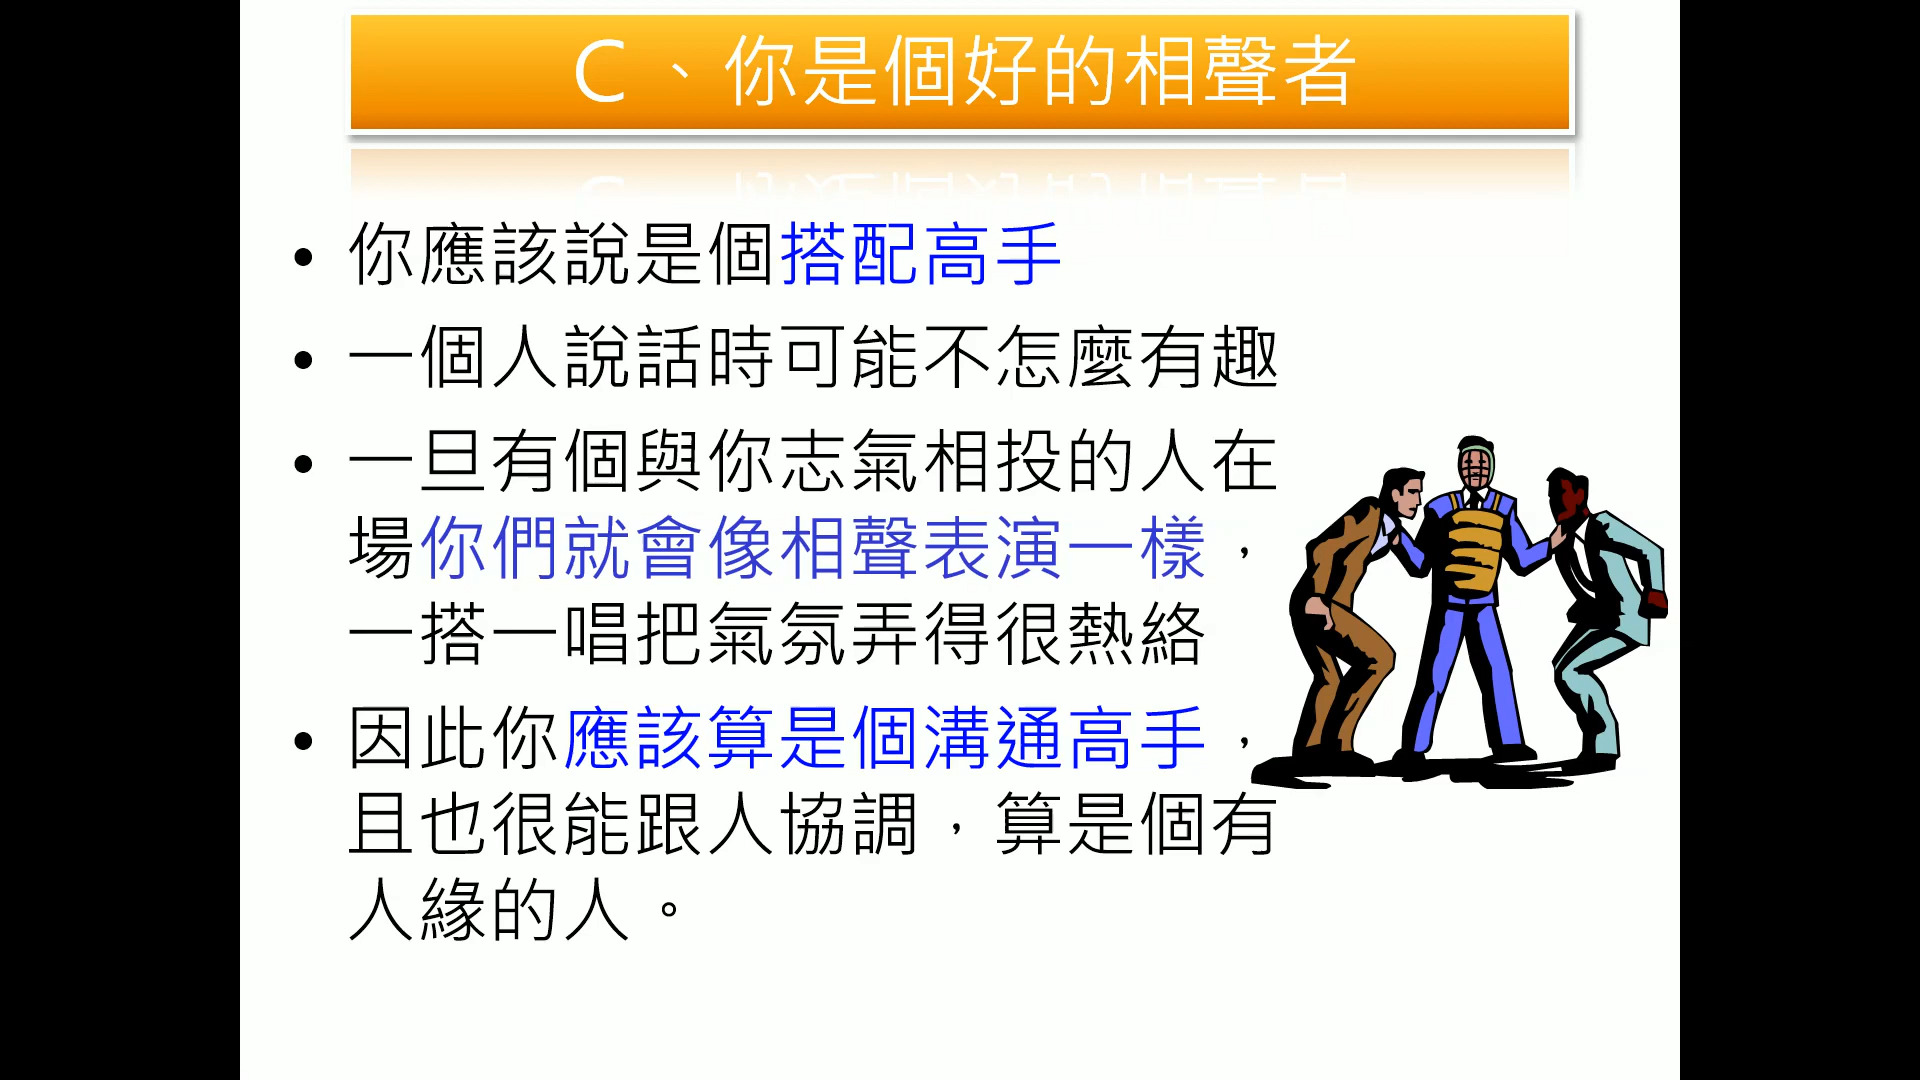 C、你是個好的相聲者
• 你應該說是個搭配高手
• 一個人說話時可能不怎麼有趣
• 一旦有個與你志氣相投的人在
場你們就會像相聲表演一樣，
一搭一唱把氣氛弄得很熱絡
• 因此你應該算是個溝通高手，
且也很能跟人協調，算是個有
人緣的人。